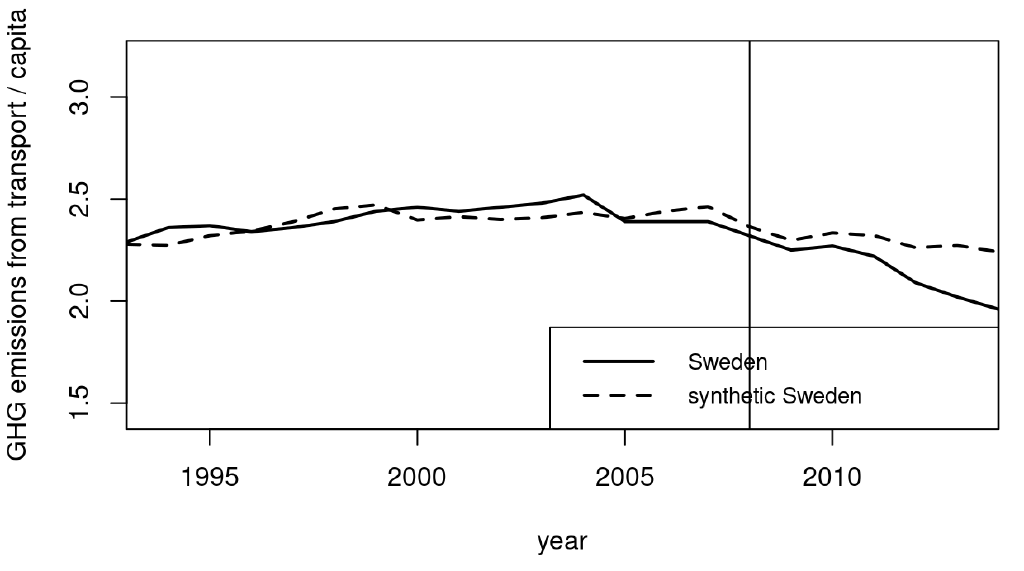 GHG emissions from transport / capita
3.0
2.5
2.0
1.5
Sweden
synthetic Sweden
1995 2000 2005 2010
year